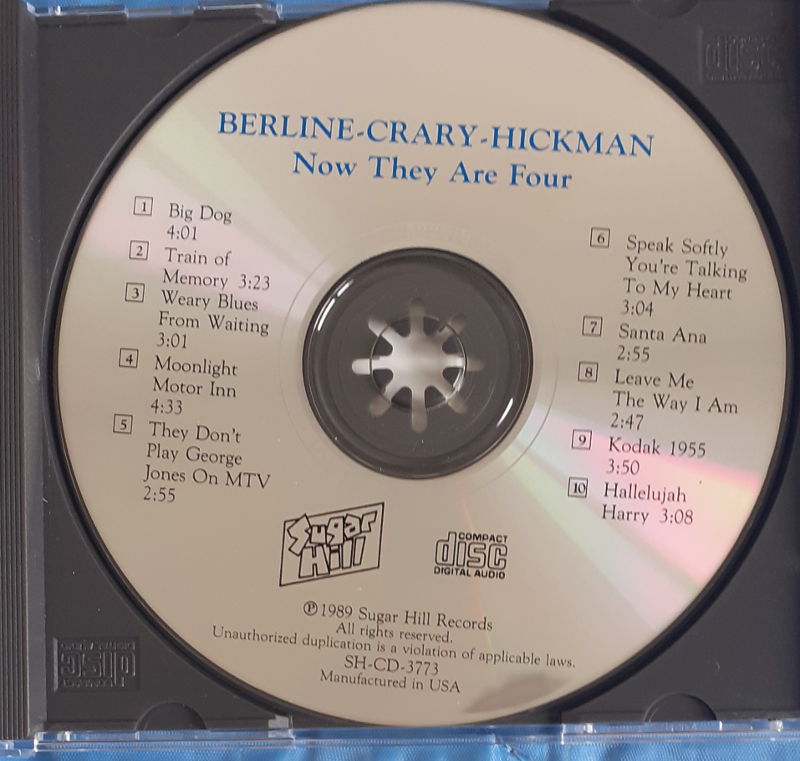 BERLINE-CRARY-HICKMAN
Now They Are Four
1 Big Dog
4:01
2 Train of
Memory 3:23
3 Weary Blues
From Waiting
3:01
4 Moonlight
Motor Inn
4:33
5 They Don't
Play George
Jones On MTV
2:55
6 Speak Softly
You're Talking
To My Heart
3:04
7 Santa Ana
2:55
8 Leave Me
The Way I Am
2:47
9 Kodak 1955
3:50
10 Hallelujah
Harry 3:08
Sugar
Hill
COMPACT
disc
DIGITAL AUDIO
℗ 1989 Sugar Hill Records
All rights reserved.
Unauthorized duplication is a violation of applicable laws.
SH-CD-3773
Manufactured in USA
disc
disc